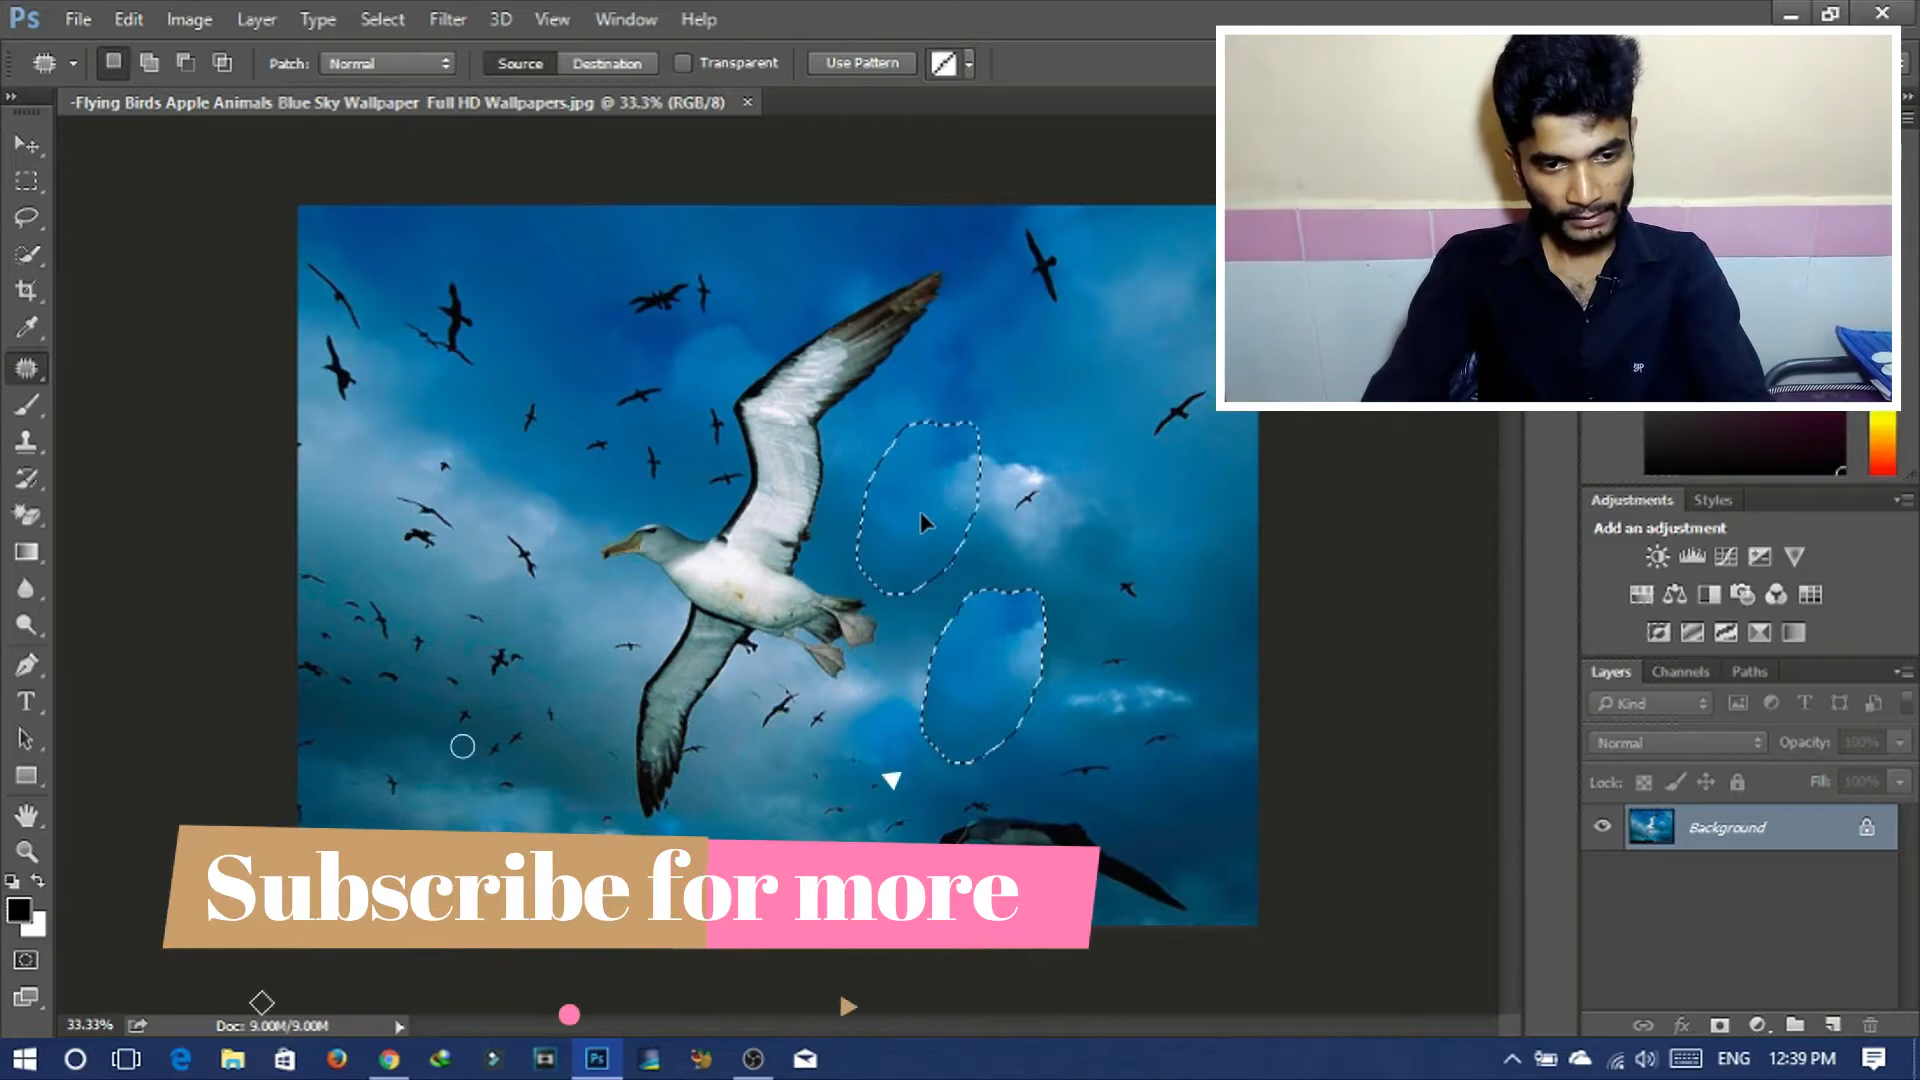 Ps File Edit Image Layer Type Select Filter 3D View Window Help
Patch: Normal Source Destination Transparent Use Pattern
-Flying Birds Apple Animals Blue Sky Wallpaper Full HD Wallpapers.jpg @ 33.3% (RGB/8) ×
Adjustments Styles
Add an adjustment
Layers Channels Paths
Kind
Normal Opacity: 100%
Lock: Fill: 100%
Background
Subscribe for more
33.33% Doc: 9.00M/9.00M
Ps ENG 12:39 PM